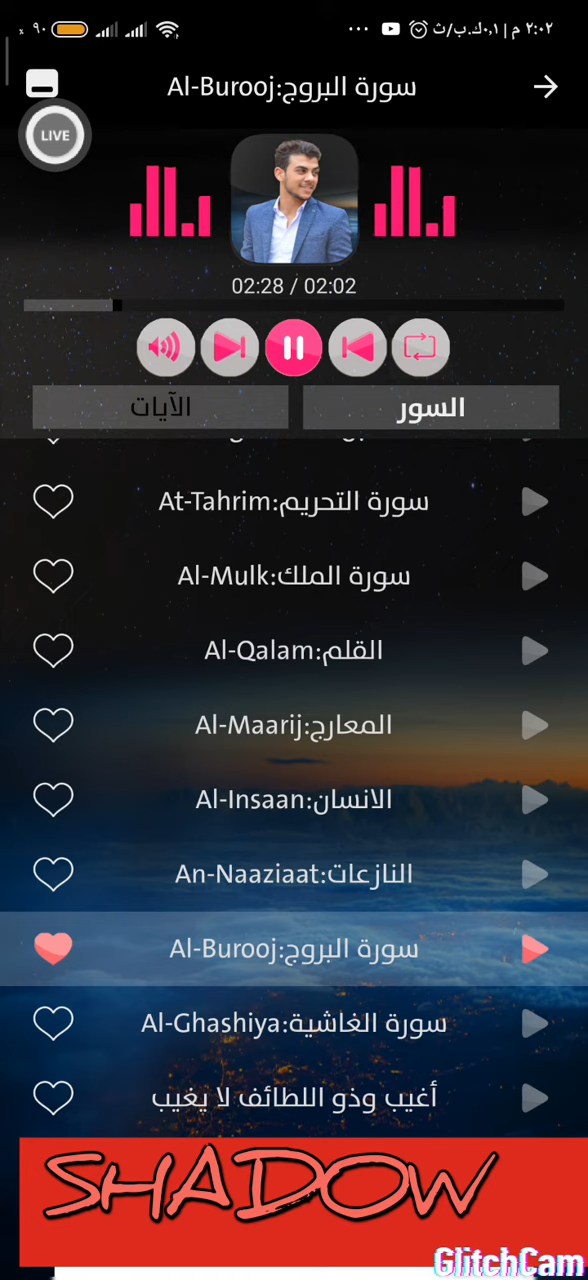 ٢:٠٢ م | ٠,١ك.ب/ث ... ٩٠
سورة البروج:Al-Burooj
LIVE
02:28 / 02:02
السور
الآيات
سورة التحريم:At-Tahrim
سورة الملك:Al-Mulk
القلم:Al-Qalam
المعارج:Al-Maarij
الانسان:Al-Insaan
النازعات:An-Naaziaat
سورة البروج:Al-Burooj
سورة الغاشية:Al-Ghashiya
أغيب وذو اللطائف لا يغيب
SHADOW
GlitchCam